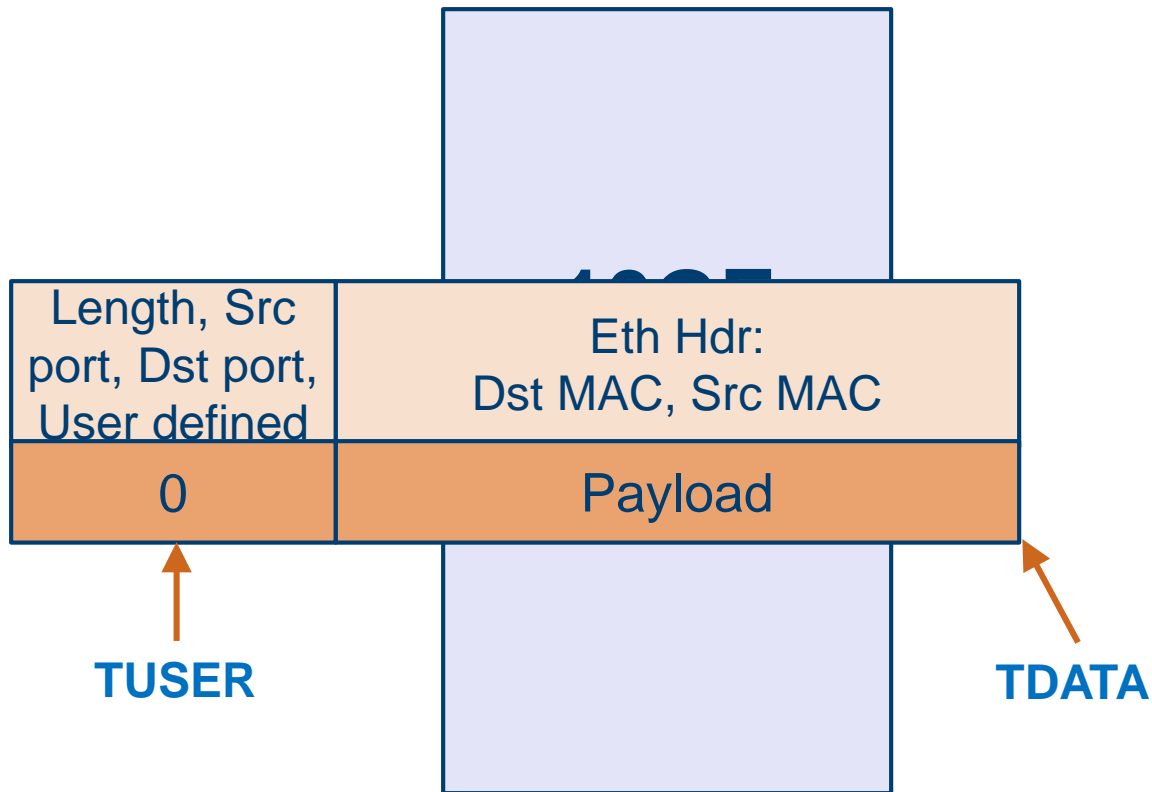 Length, Src
port, Dst port,
User defined
Eth Hdr:
Dst MAC, Src MAC
0
Payload
TUSER
TDATA